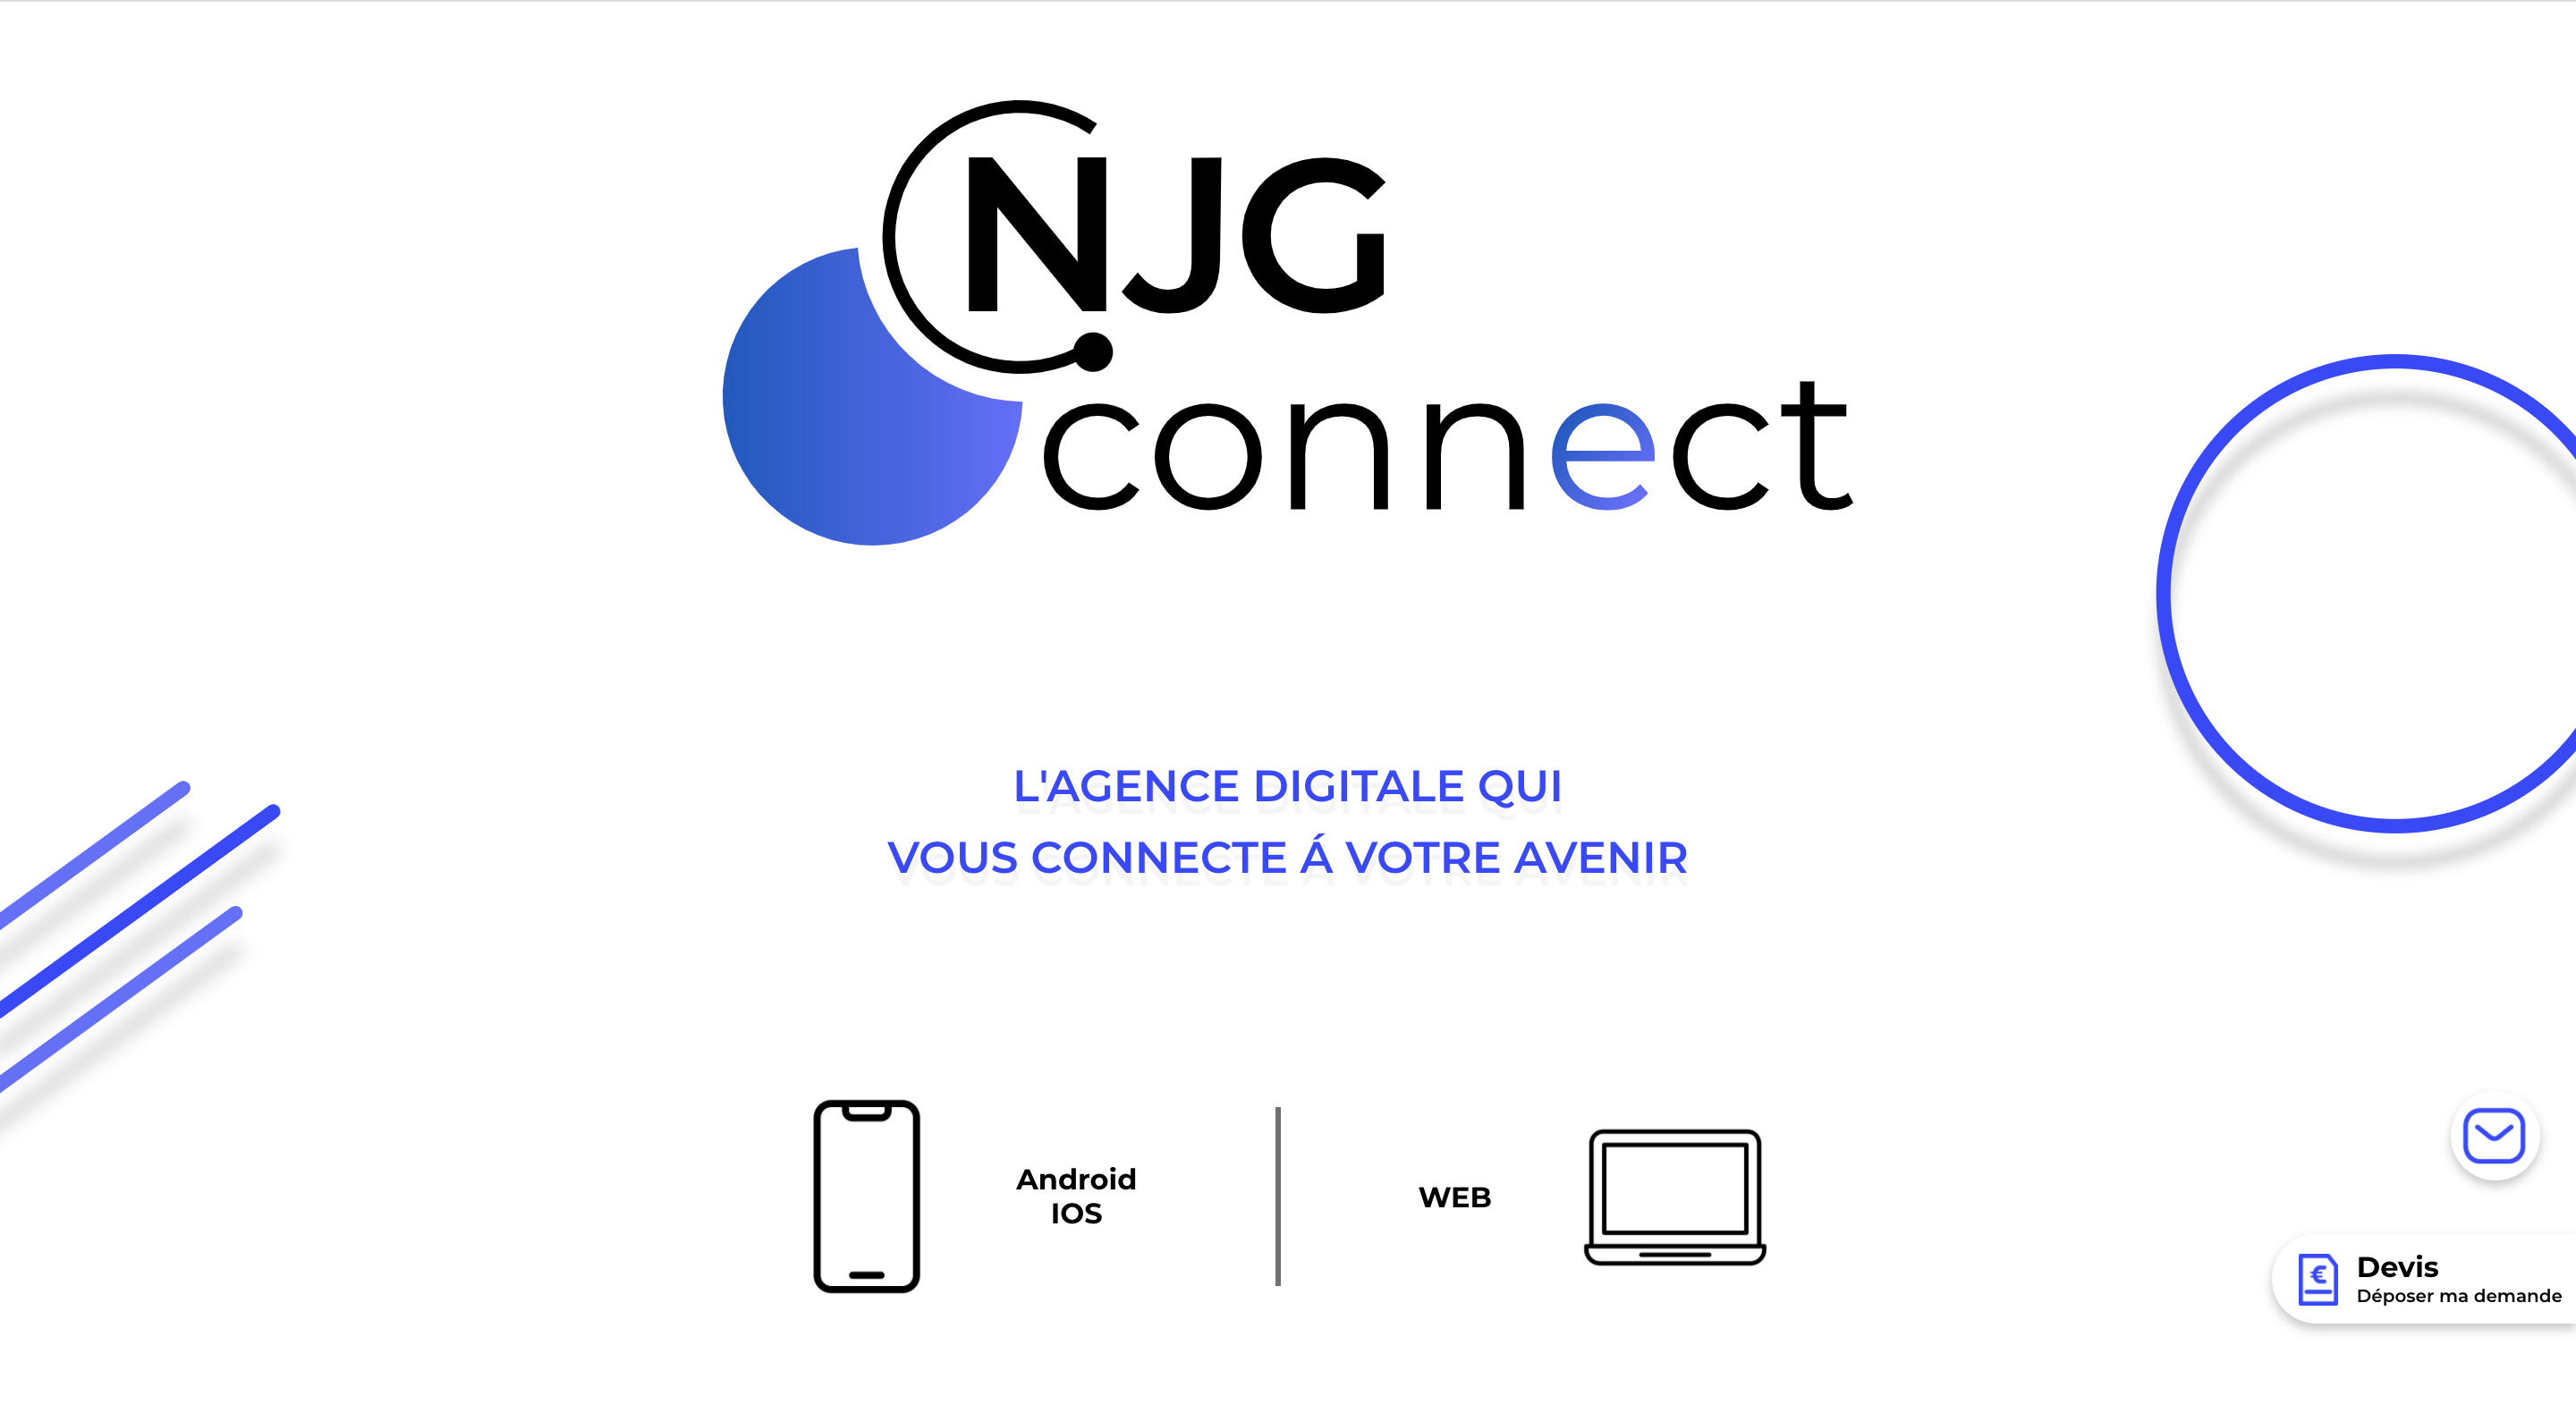 NJG
connect
L'AGENCE DIGITALE QUI
VOUS CONNECTE Á VOTRE AVENIR
Android
IOS
WEB
€
Devis
Déposer ma demande